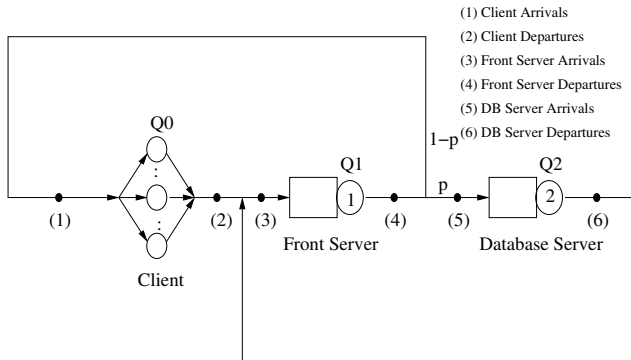 (1) Client Arrivals
(2) Client Departures
(3) Front Server Arrivals
(4) Front Server Departures
(5) DB Server Arrivals
(6) DB Server Departures
Q0
1−p
Q1
Q2
p
1
2
(1)
(2)
(3)
(4)
(5)
(6)
Front Server
Database Server
Client